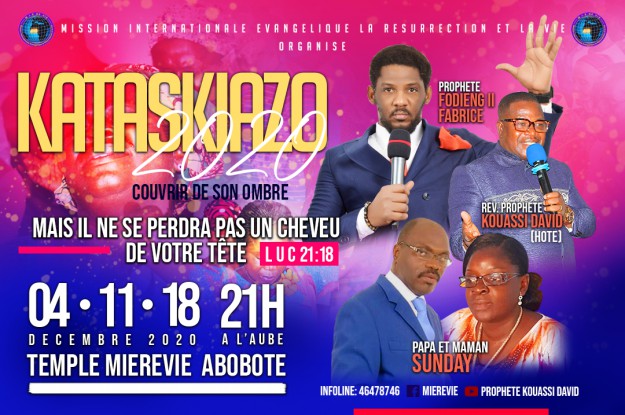 MISSION INTERNATIONALE EVANGELIQUE LA RESURRECTION ET LA VIE
ORGANISE
KATASKIAZO
2020
COUVRIR DE SON OMBRE
MAIS IL NE SE PERDRA PAS UN CHEVEU
DE VOTRE TÊTE LUC 21:18
04 • 11 • 18 21H
DECEMBRE 2020 A L'AUBE
TEMPLE MIEREVIE ABOBOTE
PROPHETE
FODIENG II
FABRICE
REV. PROPHETE
KOUASSI DAVID
(HOTE)
PAPA ET MAMAN
SUNDAY
INFOLINE: 46478746 MIEREVIE PROPHETE KOUASSI DAVID